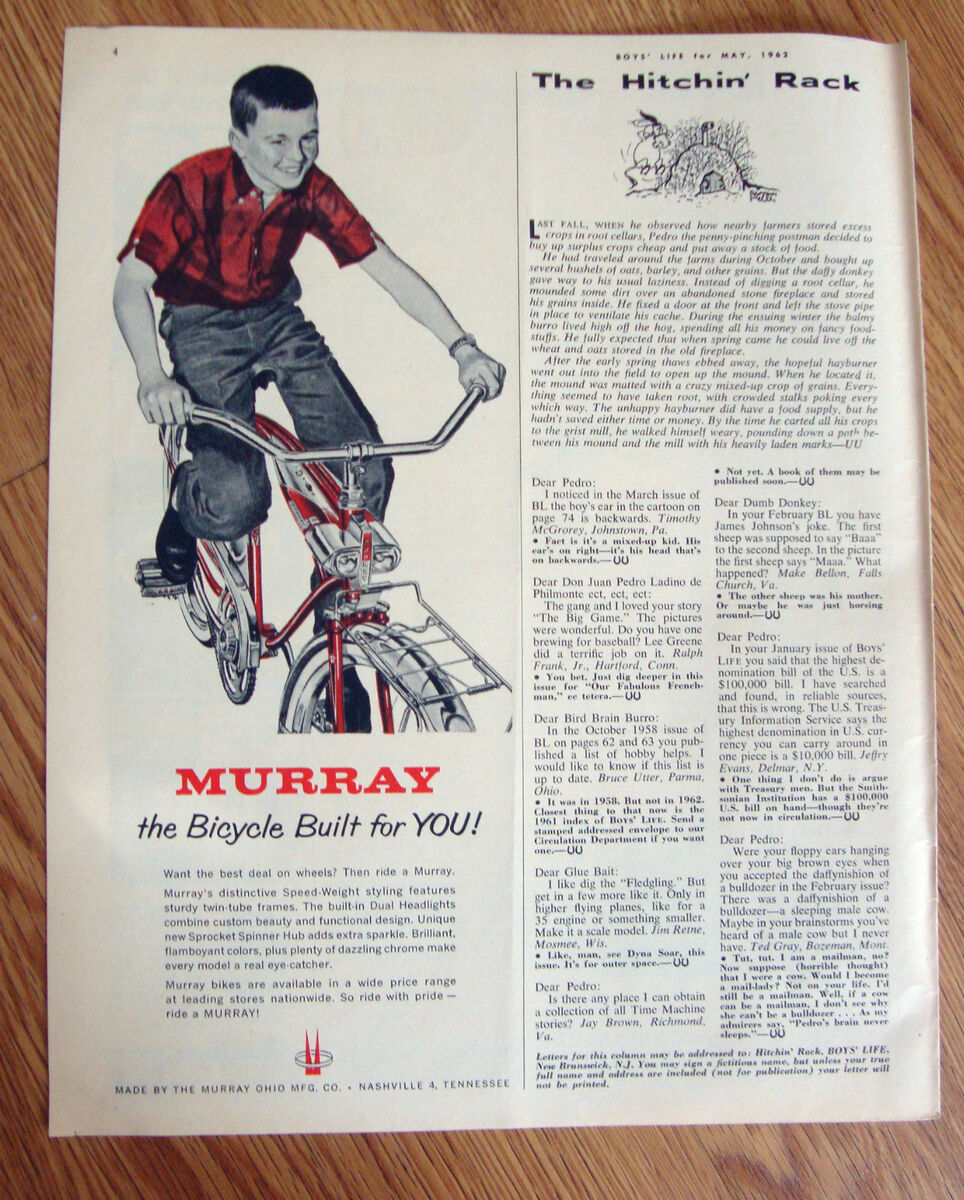 4
BOYS' LIFE for MAY, 1962
MURRAY
the Bicycle Built for YOU!
Want the best deal on wheels? Then ride a Murray.
Murray's distinctive Speed-Weight styling features
sturdy twin-tube frames. The built-in Dual Headlights
combine custom beauty and functional design. Unique
new Sprocket Spinner Hub adds extra sparkle. Brilliant,
flamboyant colors, plus plenty of dazzling chrome make
every model a real eye-catcher.
Murray bikes are available in a wide price range
at leading stores nationwide. So ride with pride —
ride a MURRAY!
MADE BY THE MURRAY OHIO MFG. CO. • NASHVILLE 4, TENNESSEE
The Hitchin' Rack
LAST FALL, WHEN he observed how nearby farmers stored excess
crops in root cellars, Pedro the penny-pinching postman decided to
buy up surplus crops cheap and put away a stock of food.
He had traveled around the farms during October and bought up
several bushels of oats, barley, and other grains. But the daffy donkey
gave way to his usual laziness. Instead of digging a root cellar, he
mounded some dirt over an abandoned stone fireplace and stored
his grains inside. He fixed a door at the front and left the stove pipe
in place to ventilate his cache. During the ensuing winter the balmy
burro lived high off the hog, spending all his money on fancy food-
stuffs. He fully expected that when spring came he could live off the
wheat and oats stored in the old fireplace.
After the early spring thaws ebbed away, the hopeful hayburner
went out into the field to open up the mound. When he located it,
the mound was matted with a crazy mixed-up crop of grains. Every-
thing seemed to have taken root, with crowded stalks poking every
which way. The unhappy hayburner did have a food supply, but he
hadn't saved either time or money. By the time he carted all his crops
to the grist mill, he walked himself weary, pounding down a path be-
tween his mound and the mill with his heavily laden marks—UU
Dear Pedro:
I noticed in the March issue of
BL the boy's ear in the cartoon on
page 74 is backwards. Timothy
McGrorey, Johnstown, Pa.
• Fact is it's a mixed-up kid. His
ear's on right—it's his head that's
on backwards.—UU
Dear Don Juan Pedro Ladino de
Philmonte ect, ect, ect:
The gang and I loved your story
"The Big Game." The pictures
were wonderful. Do you have one
brewing for baseball? Lee Greene
did a terrific job on it. Ralph
Frank, Jr., Hartford, Conn.
• You bet. Just dig deeper in this
issue for "Our Fabulous French-
man," ec tetera.—UU
Dear Bird Brain Burro:
In the October 1958 issue of
BL on pages 62 and 63 you pub-
lished a list of hobby helps. I
would like to know if this list is
up to date. Bruce Utter, Parma,
Ohio.
• It was in 1958. But not in 1962.
Closest thing to that now is the
1961 index of BOYS' LIFE. Send a
stamped addressed envelope to our
Circulation Department if you want
one.—UU
Dear Glue Bait:
I like dig the "Fledgling." But
get in a few more like it. Only in
higher flying planes, like for a
35 engine or something smaller.
Make it a scale model. Jim Retne,
Mosmee, Wis.
• Like, man, see Dyna Soar, this
issue. It's for outer space.—UU
Dear Pedro:
Is there any place I can obtain
a collection of all Time Machine
stories? Jay Brown, Richmond,
Va.
• Not yet. A book of them may be
published soon.—UU
Dear Dumb Donkey:
In your February BL you have
James Johnson's joke. The first
sheep was supposed to say "Baaa"
to the second sheep. In the picture
the first sheep says "Maaa." What
happened? Make Bellon, Falls
Church, Va.
• The other sheep was his mother.
Or maybe he was just horsing
around.—UU
Dear Pedro:
In your January issue of BOYS'
LIFE you said that the highest de-
nomination bill of the U.S. is a
$100,000 bill. I have searched
and found, in reliable sources,
that this is wrong. The U.S. Treas-
ury Information Service says the
highest denomination in U.S. cur-
rency you can carry around in
one piece is a $10,000 bill. Jeffry
Evans, Delmar, N.Y.
• One thing I don't do is argue
with Treasury men. But the Smith-
sonian Institution has a $100,000
U.S. bill on hand—though they're
not now in circulation.—UU
Dear Pedro:
Were your floppy ears hanging
over your big brown eyes when
you accepted the daffynishion of
a bulldozer in the February issue?
There was a daffynishion of a
bulldozer—a sleeping male cow.
Maybe in your brainstorms you've
heard of a male cow but I never
have. Ted Gray, Bozeman, Mont.
• Tut, tut. I am a mailman, no?
Now suppose (horrible thought)
that I were a cow. Would I become
a mail-lady? Not on your life. I'd
still be a mailman. Well, if a cow
can be a mailman, I don't see why
she can't be a bulldozer . . . As my
admirers say, "Pedro's brain never
sleeps."—UU
Letters for this column may be addressed to: Hitchin' Rack, BOYS' LIFE,
New Brunswick, N.J. You may sign a fictitious name, but unless your true
full name and address are included (not for publication) your letter will
not be printed.